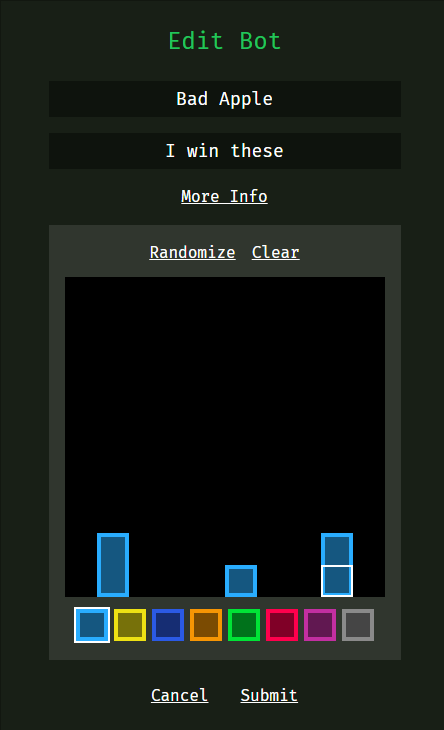 Edit Bot
Bad Apple
I win these
More Info
Randomize Clear
Cancel Submit